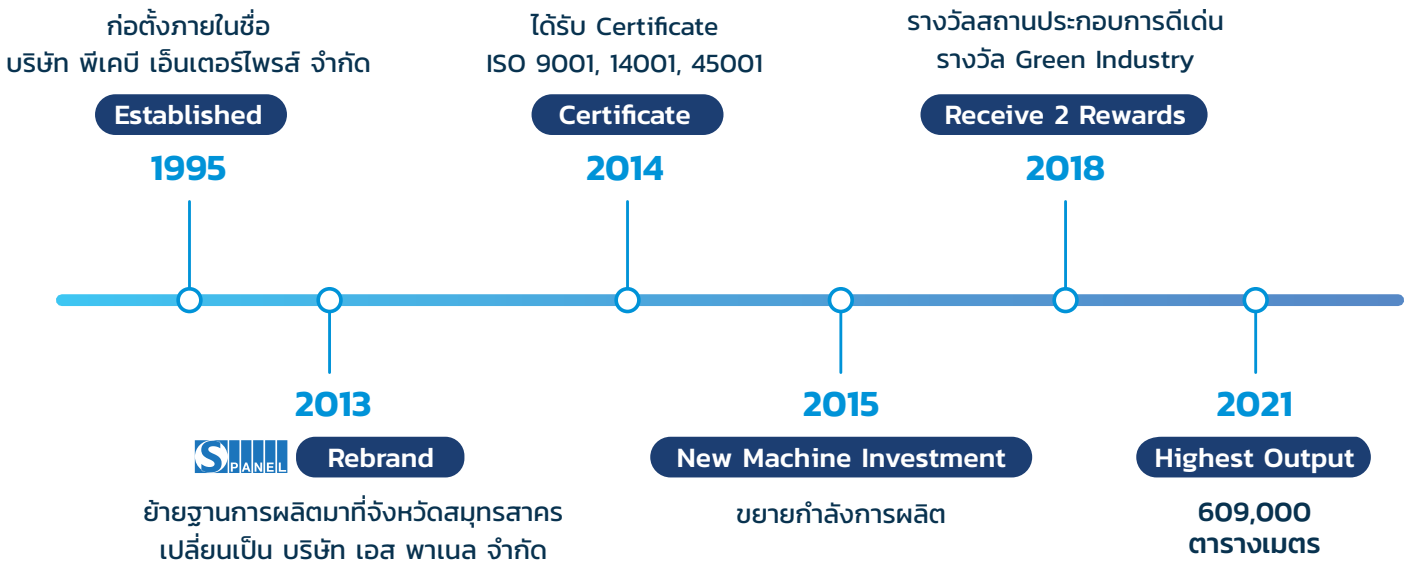 ก่อตั้งภายในชื่อ
บริษัท พีเคบี เอ็นเตอร์ไพรส์ จำกัด
Established
1995
ได้รับ Certificate
ISO 9001, 14001, 45001
Certificate
2014
รางวัลสถานประกอบการดีเด่น
รางวัล Green Industry
Receive 2 Rewards
2018
2013
S PANEL
Rebrand
ย้ายฐานการผลิตมาที่จังหวัดสมุทรสาคร
เปลี่ยนเป็น บริษัท เอส พาเนล จำกัด
2015
New Machine Investment
ขยายกำลังการผลิต
2021
Highest Output
609,000
ตารางเมตร